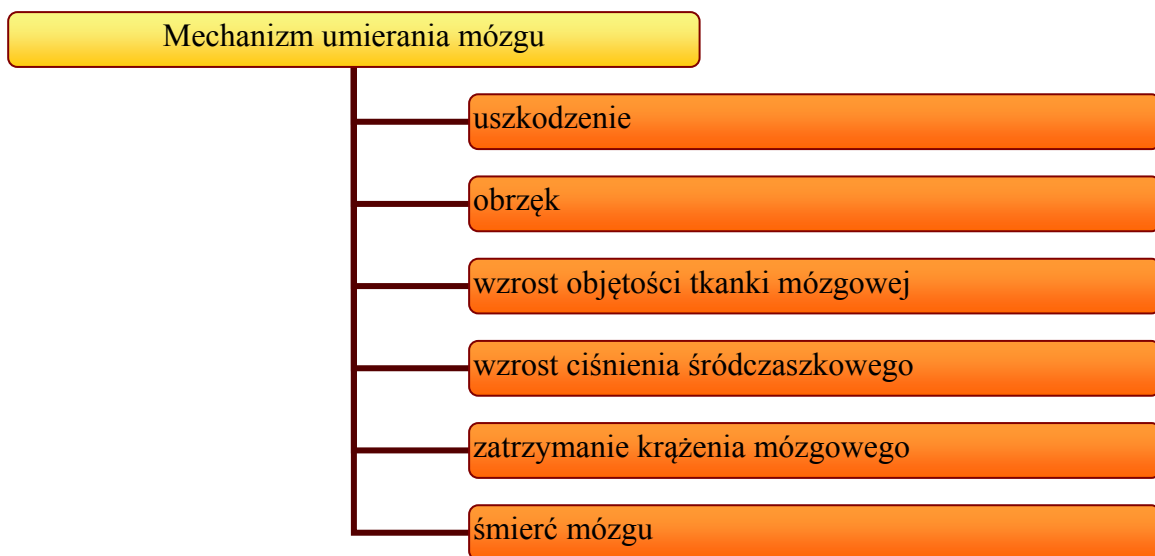 Mechanizm umierania mózgu
uszkodzenie
obrzęk
wzrost objętości tkanki mózgowej
wzrost ciśnienia śródczaszkowego
zatrzymanie krążenia mózgowego
śmierć mózgu